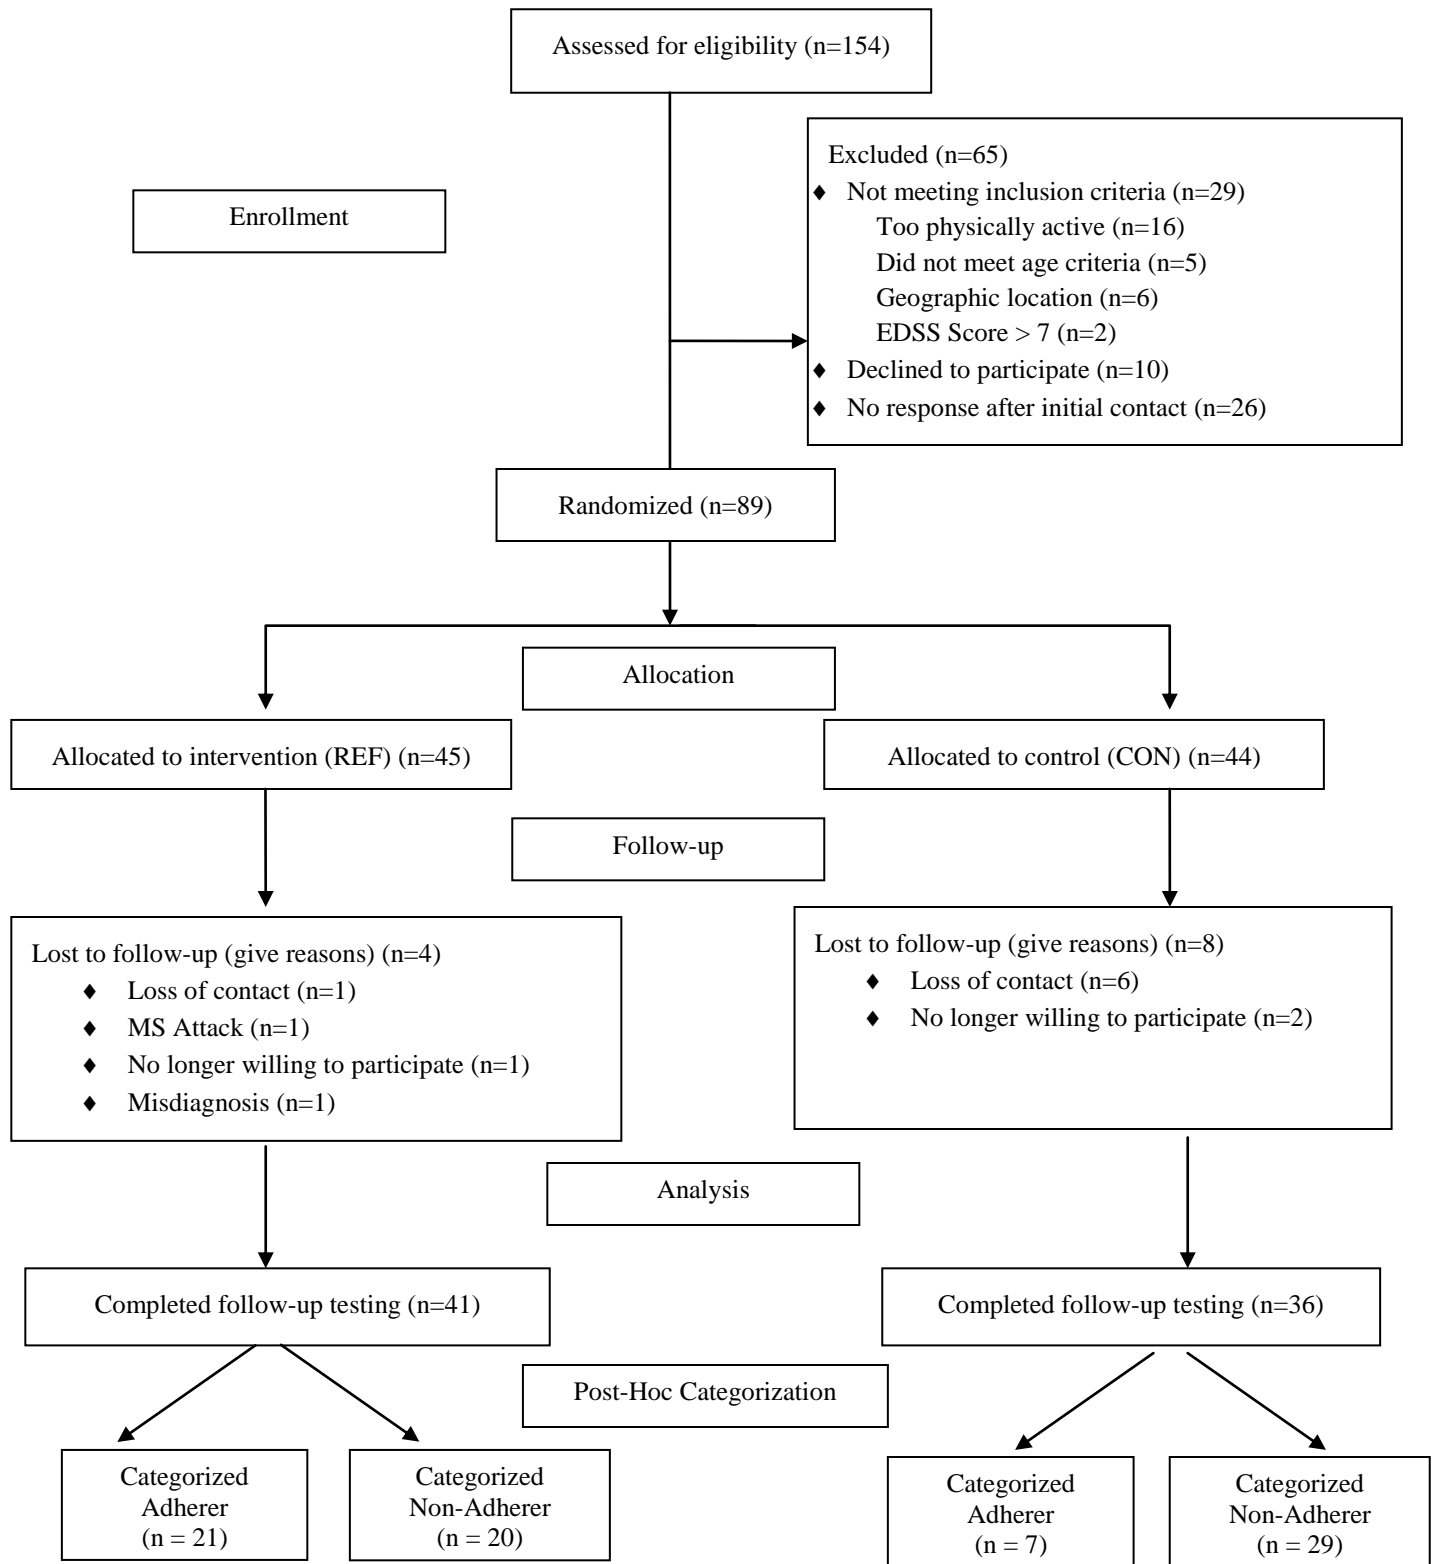 Assessed for eligibility (n=154)
Excluded (n=65)
♦ Not meeting inclusion criteria (n=29)
Too physically active (n=16)
Did not meet age criteria (n=5)
Geographic location (n=6)
EDSS Score > 7 (n=2)
♦ Declined to participate (n=10)
♦ No response after initial contact (n=26)
Enrollment
Randomized (n=89)
Allocation
Allocated to intervention (REF) (n=45)
Allocated to control (CON) (n=44)
Follow-up
Lost to follow-up (give reasons) (n=4)
♦ Loss of contact (n=1)
♦ MS Attack (n=1)
♦ No longer willing to participate (n=1)
♦ Misdiagnosis (n=1)
Lost to follow-up (give reasons) (n=8)
♦ Loss of contact (n=6)
♦ No longer willing to participate (n=2)
Analysis
Completed follow-up testing (n=41)
Completed follow-up testing (n=36)
Post-Hoc Categorization
Categorized
Adherer
(n = 21)
Categorized
Non-Adherer
(n = 20)
Categorized
Adherer
(n = 7)
Categorized
Non-Adherer
(n = 29)